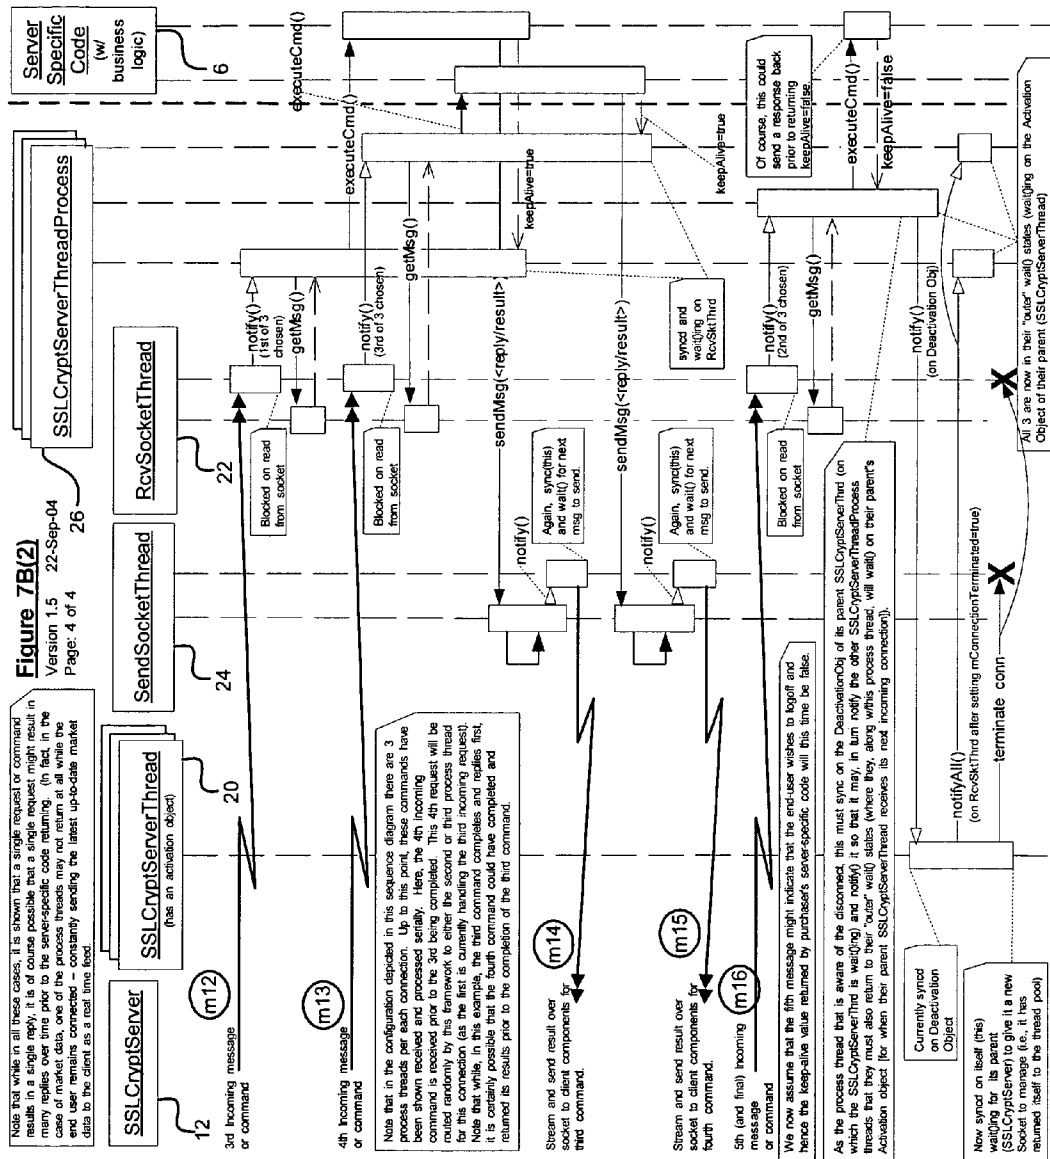 Figure 7B(2)
Version 1.5 22-Sep-04
Page: 4 of 4
Note that while in all these cases, it is shown that a single request or command
results in a single reply, it is of course possible that a single request might result in
many replies over time prior to the server-specific code returning. (In fact, in the
case of market data, one of the process threads may not return at all while the
end user remains connected – constantly sending the latest up-to-date market
data to the client as a real time feed.
SSLCryptServer
12
SSLCryptServerThread
(has an activation object)
20
SendSocketThread
24
RcvSocketThread
22
SSLCryptServerThreadProcess
26
Server
Specific
Code
(w/
business
logic)
6
m12
3rd Incoming message
or command
Blocked on read
from socket
notify()
(1st of 3
chosen)
getMsg()
executeCmd()
m13
4th Incoming message
or command
Blocked on read
from socket
notify()
(3rd of 3 chosen)
getMsg()
executeCmd()
keepAlive=true
Note that in the configuration depicted in this sequence diagram there are 3
process threads per each connection. Up to this point, these commands have
been shown received and processed serially. Here, the 4th incoming
command is received prior to the 3rd being completed. This 4th request will be
routed randomly by this framework to either the second or third process thread
for this connection (as the first is currently handling the third incoming request).
Note that while, in this example, the third command completes and replies first,
it is certainly possible that the fourth command could have completed and
returned its results prior to the completion of the third command.
sendMsg(<reply/result>)
notify()
Again, sync(this)
and wait() for next
msg to send.
m14
Stream and send result over
socket to client components for
third command.
syncd and
wait()ing on
RcvSktThrd
keepAlive=true
sendMsg(<reply/result>)
notify()
Again, sync(this)
and wait() for next
msg to send.
m15
Stream and send result over
socket to client components for
fourth command.
m16
5th (and final) Incoming
message
or command
Blocked on read
from socket
notify()
(2nd of 3 chosen)
getMsg()
Of course, this could
send a response back
prior to returning
keepAlive=false.
executeCmd()
keepAlive=false
We now assume that the fifth message might indicate that the end-user wishes to logoff and
hence the keep-alive value returned by purchaser's server-specific code will this time be false.
As the process thread that is aware of the disconnect, this must sync on the DeactivationObj of its parent SSLCryptServerThrd (on
which the SSLCryptServerThrd is wait()ing) and notify() it so that it may, in turn notify the other SSLCryptServerThreadProcess
threads that they must also return to their "outer" wait() states (where they, along w/this process thread, will wait() on their parent's
Activation object [for when their parent SSLCryptServerThread receives its next incoming connection]).
notify()
(on Deactivation Obj)
Currently syncd
on Deactivation
Object
notifyAll()
(on RcvSktThrd after setting mConnectionTerminated=true)
terminate conn
Now syncd on itself (this)
wait()ing for its parent
(SSLCryptServer) to give it a new
Socket to manage (i.e., it has
returned itself to the thread pool)
All 3 are now in their "outer" wait() states (wait()ing on the Activation
Object of their parent (SSLCryptServerThread)